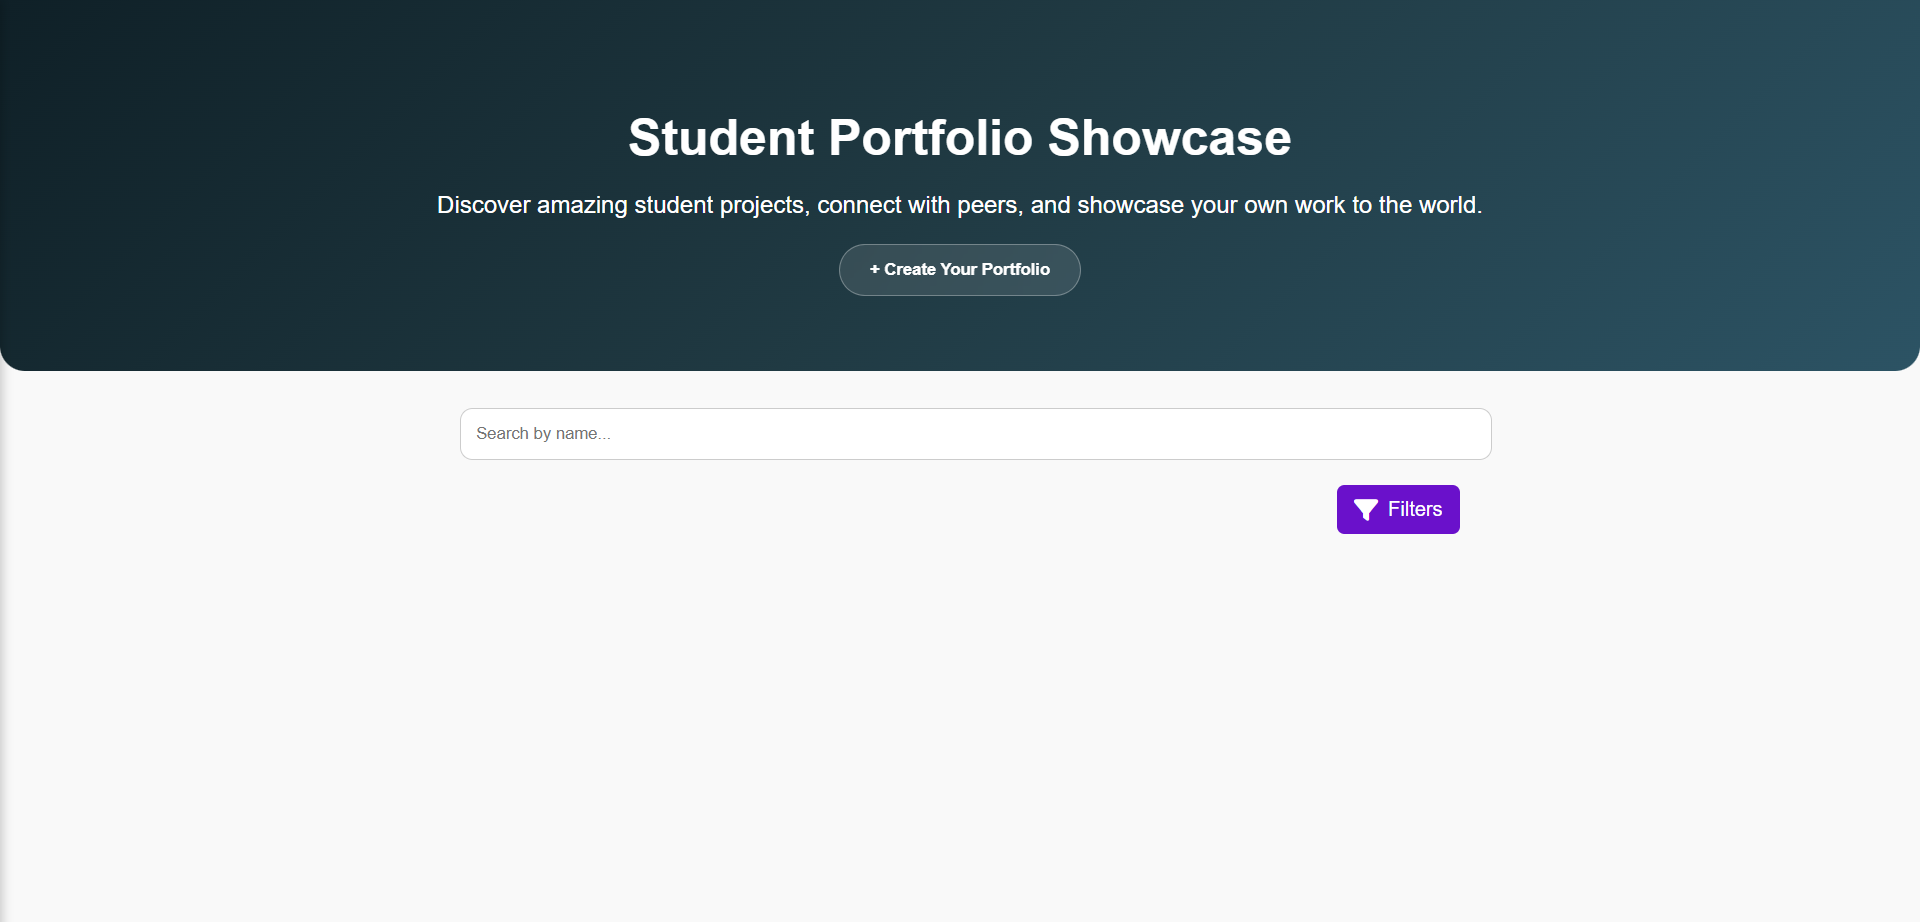 Student Portfolio Showcase
Discover amazing student projects, connect with peers, and showcase your own work to the world.
+ Create Your Portfolio
Search by name...
Filters